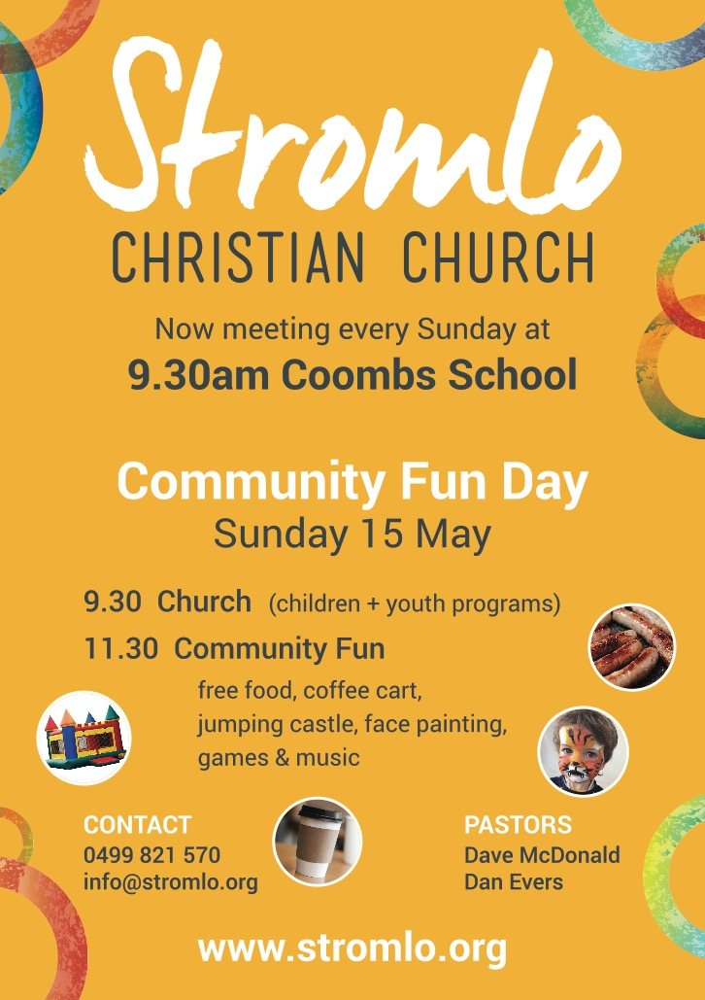 Stromlo
CHRISTIAN CHURCH
Now meeting every Sunday at
9.30am Coombs School
Community Fun Day
Sunday 15 May
9.30 Church (children + youth programs)
11.30 Community Fun
free food, coffee cart,
jumping castle, face painting,
games & music
CONTACT
0499 821 570
info@stromlo.org
PASTORS
Dave McDonald
Dan Evers
www.stromlo.org